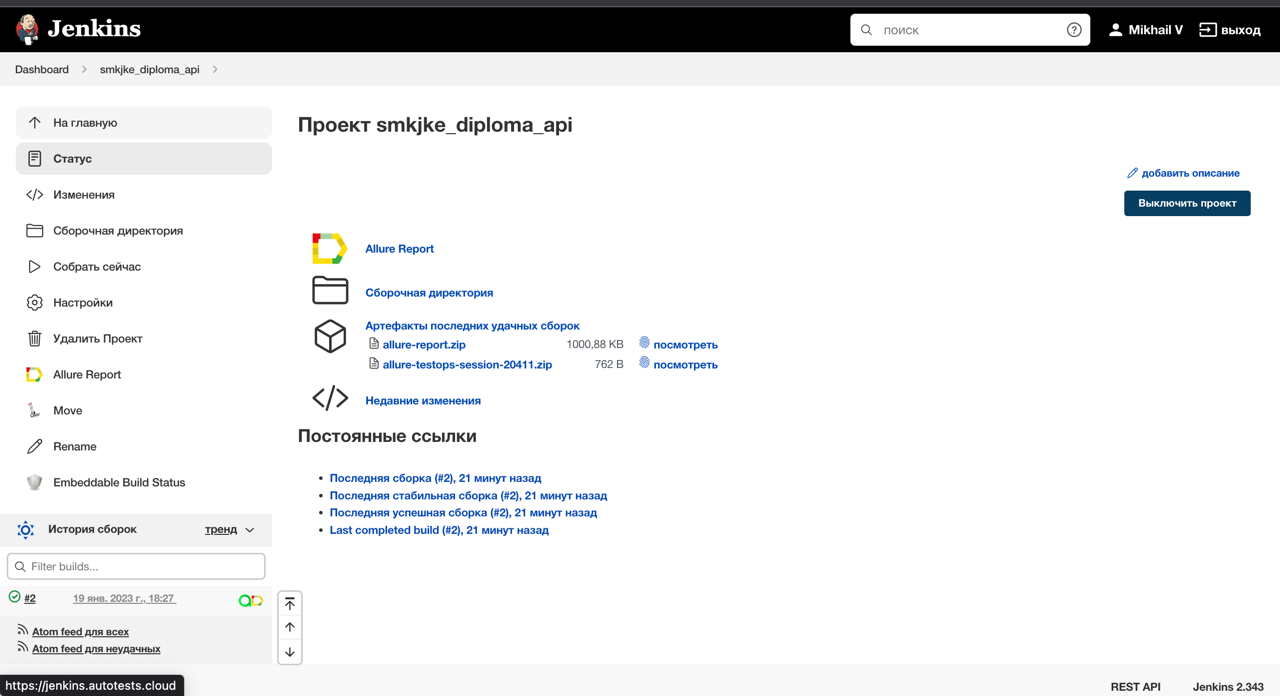 Jenkins
поиск
Mikhail V
выход
Dashboard
smkjke_diploma_api
На главную
Статус
Изменения
Сборочная директория
Собрать сейчас
Настройки
Удалить Проект
Allure Report
Move
Rename
Embeddable Build Status
История сборок
тренд
Filter builds...
#2
19 янв. 2023 г., 18:27
Atom feed для всех
Atom feed для неудачных
https://jenkins.autotests.cloud
Проект smkjke_diploma_api
добавить описание
Выключить проект
Allure Report
Сборочная директория
Артефакты последних удачных сборок
allure-report.zip 1000,88 KB посмотреть
allure-testops-session-20411.zip 762 B посмотреть
Недавние изменения
Постоянные ссылки
• Последняя сборка (#2), 21 минут назад
• Последняя стабильная сборка (#2), 21 минут назад
• Последняя успешная сборка (#2), 21 минут назад
• Last completed build (#2), 21 минут назад
REST API
Jenkins 2.343